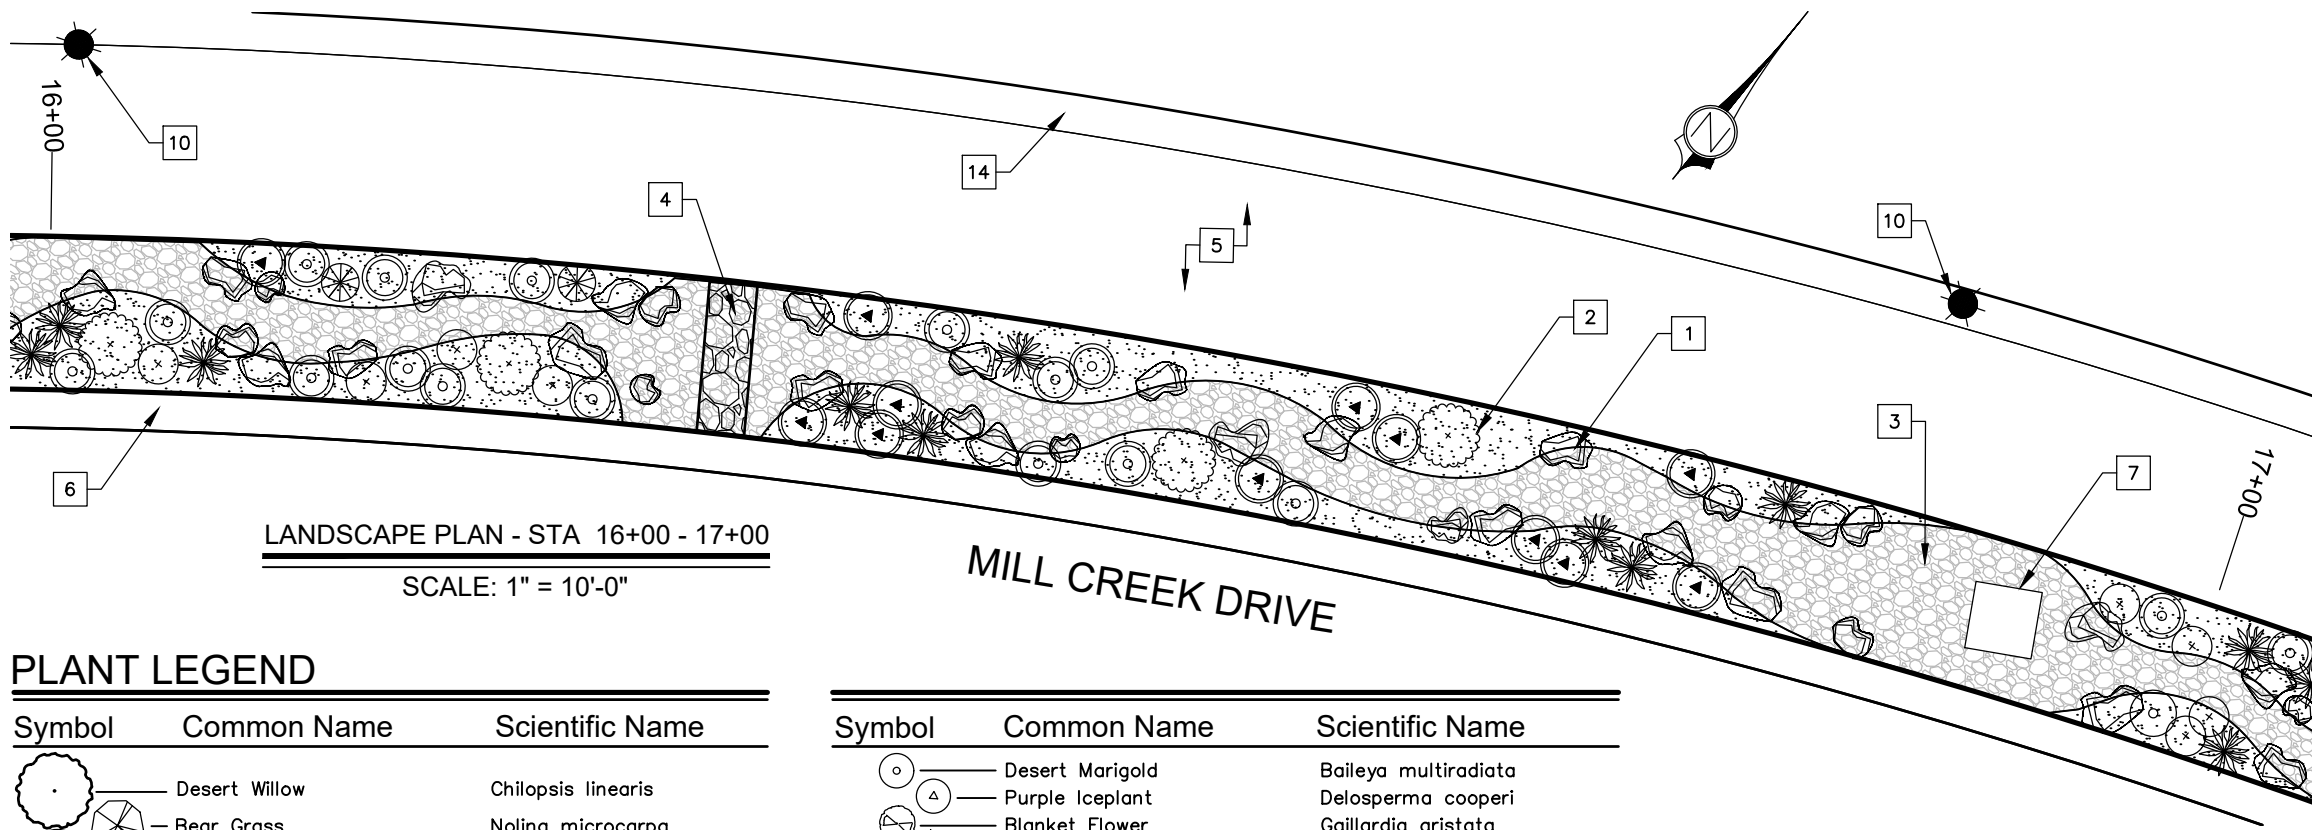 16+00
10
4
14
5
10
2
1
3
7
17+00
6
LANDSCAPE PLAN - STA 16+00 - 17+00
SCALE: 1" = 10'-0"
MILL CREEK DRIVE
N
PLANT LEGEND
Symbol Common Name Scientific Name
Desert Willow Chilopsis linearis
Bear Grass Nolina microcarpa
Symbol Common Name Scientific Name
Desert Marigold Baileya multiradiata
Purple Iceplant Delosperma cooperi
Blanket Flower Gaillardia aristata